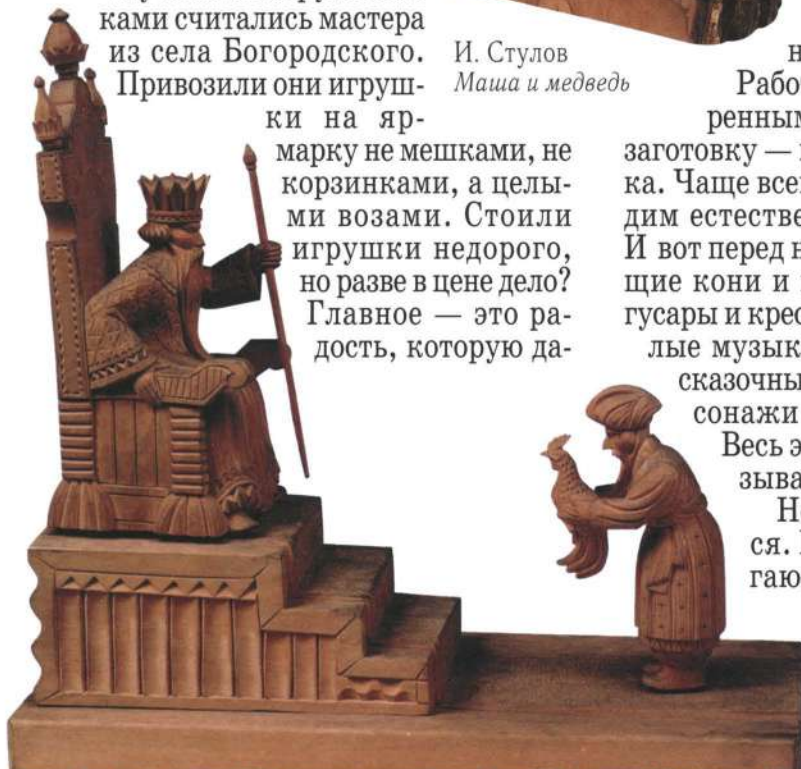 ками считались мастера
из села Богородского.
Привозили они игруш-
ки на яр-
марку не мешками, не
корзинками, а целы-
ми возами. Стоили
игрушки недорого,
но разве в цене дело?
Главное — это ра-
дость, которую да-
И. Стулов
Маша и медведь
Рабо
ренным
заготовку —
ка. Чаще все
дим естестве
И вот перед н
щие кони и
гусары и крес
лые музык
сказочны
сонажи
Весь э
зыва
Н
ся.
гаю